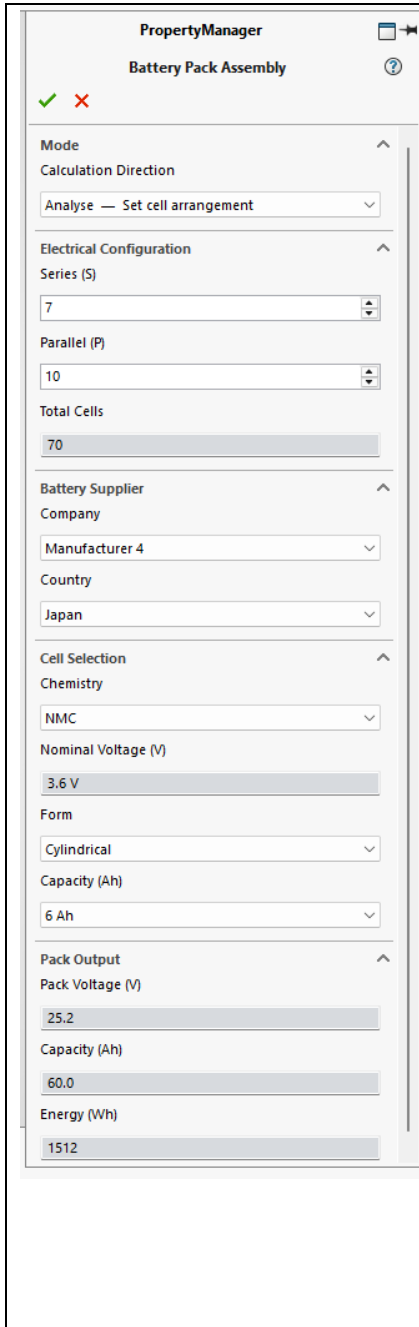 PropertyManager
Battery Pack Assembly
Mode
Calculation Direction
Analyse — Set cell arrangement
Electrical Configuration
Series (S)
7
Parallel (P)
10
Total Cells
70
Battery Supplier
Company
Manufacturer 4
Country
Japan
Cell Selection
Chemistry
NMC
Nominal Voltage (V)
3.6 V
Form
Cylindrical
Capacity (Ah)
6 Ah
Pack Output
Pack Voltage (V)
25.2
Capacity (Ah)
60.0
Energy (Wh)
1512